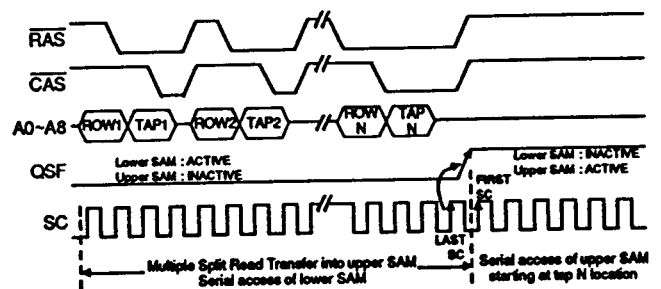 RAS
CAS
A0~A8
ROW1 TAP1 ROW2 TAP2 ROW N TAP N
QSF
Lower SAM : ACTIVE
Upper SAM : INACTIVE
Lower SAM : INACTIVE
Upper SAM : ACTIVE
FIRST
SC
SC
LAST
SC
Multiple Split Read Transfer into upper SAM
Serial access of lower SAM
Serial access of upper SAM
starting at tap N location